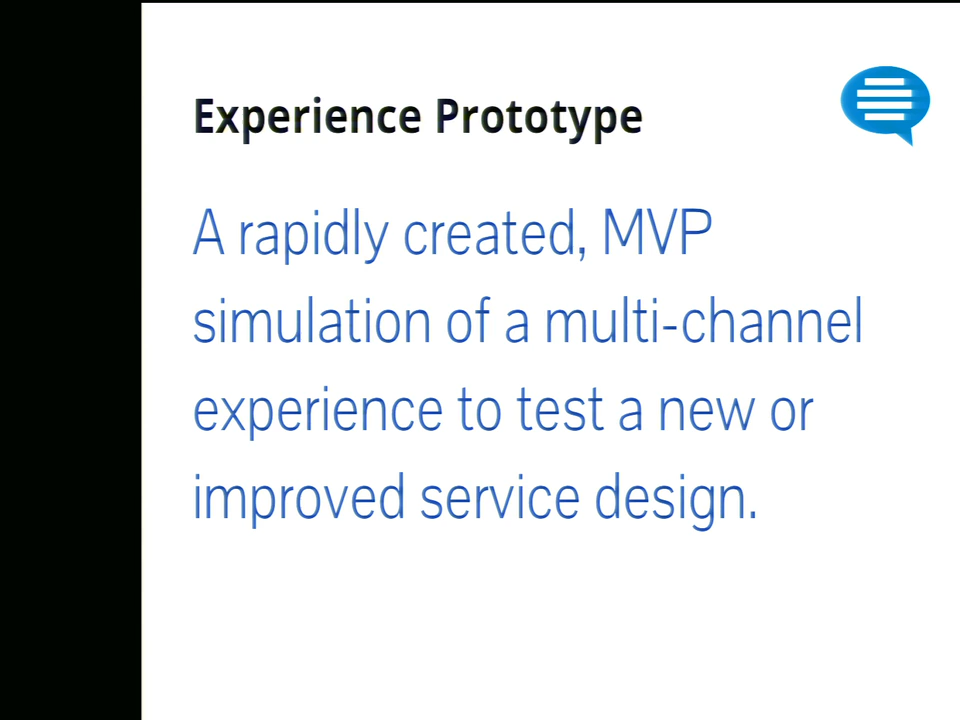 Experience Prototype
A rapidly created, MVP
simulation of a multi-channel
experience to test a new or
improved service design.